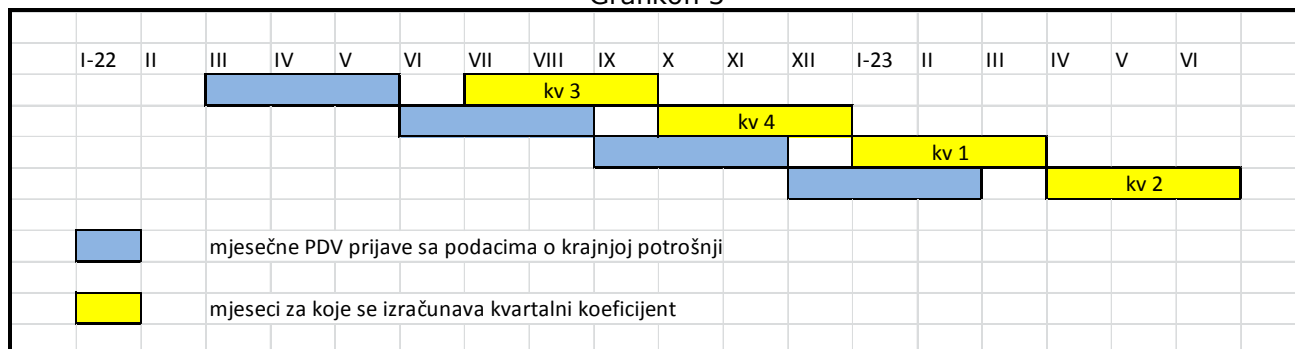 I-22 II III IV V VI VII VIII IX X XI XII I-23 II III IV V VI
kv 3
kv 4
kv 1
kv 2
mjesečne PDV prijave sa podacima o krajnjoj potrošnji
mjeseci za koje se izračunava kvartalni koeficijent